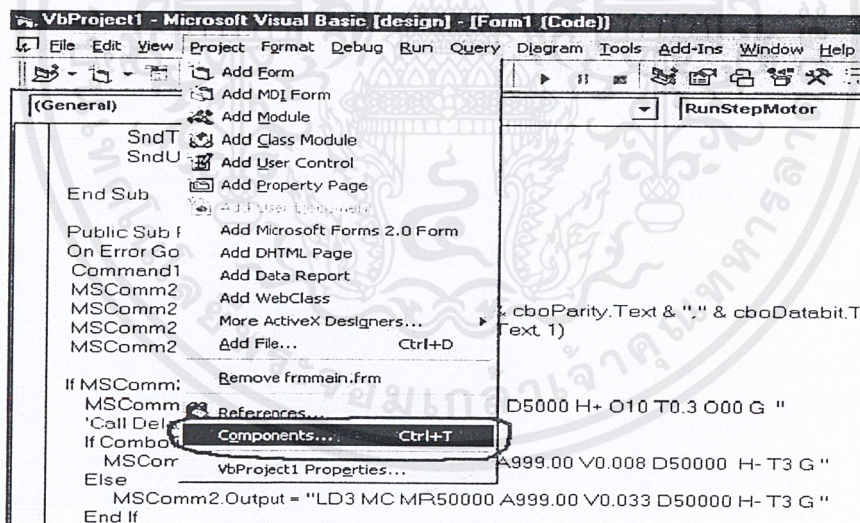 VbProject1 - Microsoft Visual Basic [design] - [Form1 (Code)]
File Edit View Project Format Debug Run Query Diagram Tools Add-Ins Window Help
(General)
RunStepMotor
Add Form
Add MDI Form
Add Module
Add Class Module
Add User Control
Add Property Page
Add User Document
Add Microsoft Forms 2.0 Form
Add DHTML Page
Add Data Report
Add WebClass
More ActiveX Designers...
Add File... Ctrl+D
Remove frmmain.frm
References...
Components... Ctrl+T
VbProject1 Properties...
SndT
SndU
End Sub
Public Sub
On Error Go
Command1
MSComm2
MSComm2 & cboParity.Text & "," & cboDatabit.T
MSComm2 Text, 1)
MSComm2
If MSComm
MSComm D5000 H+ O10 T0.3 O00 G "
'Call Del
If Combo
MSCom A999.00 V0.008 D50000 H- T3 G "
Else
MSComm2.Output = "LD3 MC MR50000 A999.00 V0.033 D50000 H- T3 G "
End If